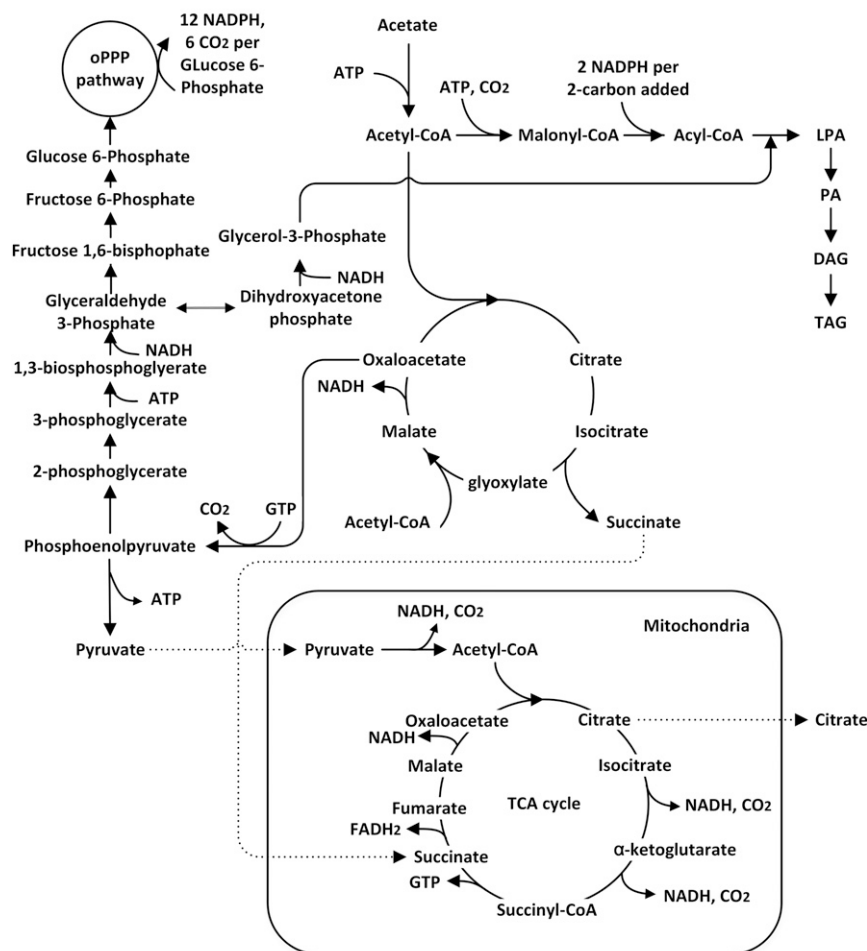 12 NADPH,
6 CO2 per
GLucose 6-
Phosphate
oPPP
pathway
Acetate
ATP
ATP, CO2
2 NADPH per
2-carbon added
Acetyl-CoA
Malonyl-CoA
Acyl-CoA
LPA
Glucose 6-Phosphate
Fructose 6-Phosphate
PA
Glycerol-3-Phosphate
Fructose 1,6-bisphophate
DAG
NADH
Glyceraldehyde
3-Phosphate
Dihydroxyacetone
phosphate
TAG
NADH
1,3-biosphosphoglyerate
Oxaloacetate
Citrate
NADH
ATP
3-phosphoglycerate
Malate
Isocitrate
2-phosphoglycerate
glyoxylate
CO2
GTP
Acetyl-CoA
Succinate
Phosphoenolpyruvate
ATP
NADH, CO2
Mitochondria
Pyruvate
Pyruvate
Acetyl-CoA
Oxaloacetate
Citrate
Citrate
NADH
Malate
Isocitrate
Fumarate
TCA cycle
NADH, CO2
FADH2
Succinate
α-ketoglutarate
GTP
NADH, CO2
Succinyl-CoA